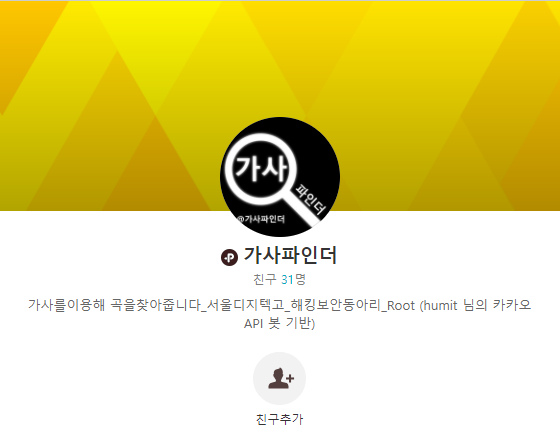 가사
파인더
@가사파인더
가사파인더
친구 31명
가사를이용해 곡을찾아줍니다_서울디지텍고_해킹보안동아리_Root (humit 님의 카카오
API 봇 기반)
친구추가